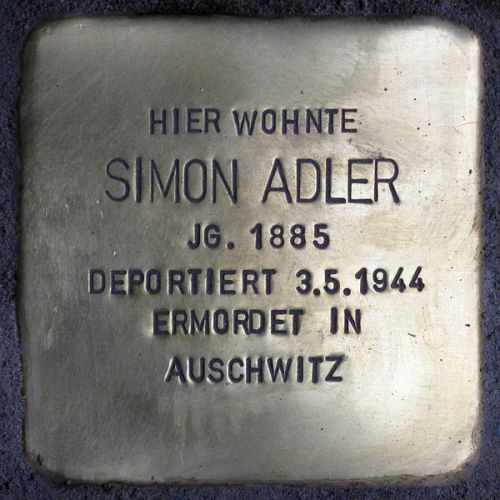 HIER WOHNTE
SIMON ADLER
JG. 1885
DEPORTIERT 3.5.1944
ERMORDET IN
AUSCHWITZ